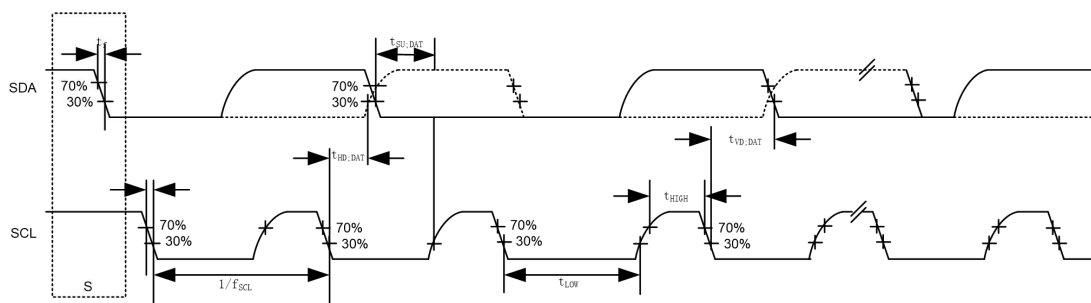 t_f
t_SU;DAT
SDA
70%
30%
70%
30%
t_HD;DAT
t_VD;DAT
t_HIGH
SCL
70%
30%
70%
30%
70%
30%
70%
30%
S
1/f_SCL
t_LOW